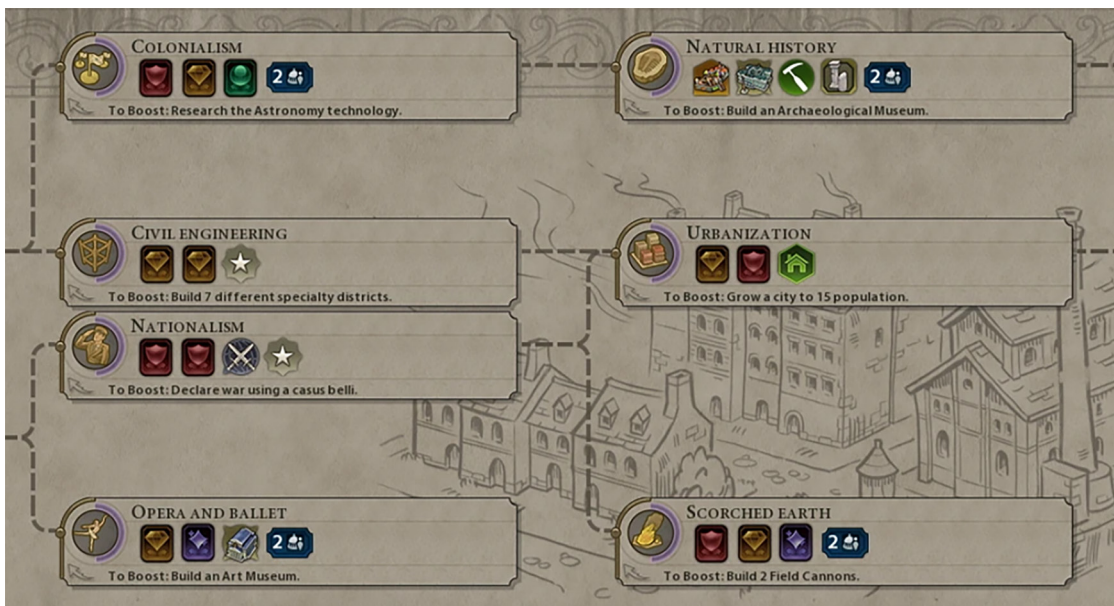 COLONIALISM
2
To Boost: Research the Astronomy technology.
NATURAL HISTORY
2
To Boost: Build an Archaeological Museum.
CIVIL ENGINEERING
To Boost: Build 7 different specialty districts.
URBANIZATION
To Boost: Grow a city to 15 population.
NATIONALISM
To Boost: Declare war using a casus belli.
OPERA AND BALLET
2
To Boost: Build an Art Museum.
SCORCHED EARTH
2
To Boost: Build 2 Field Cannons.